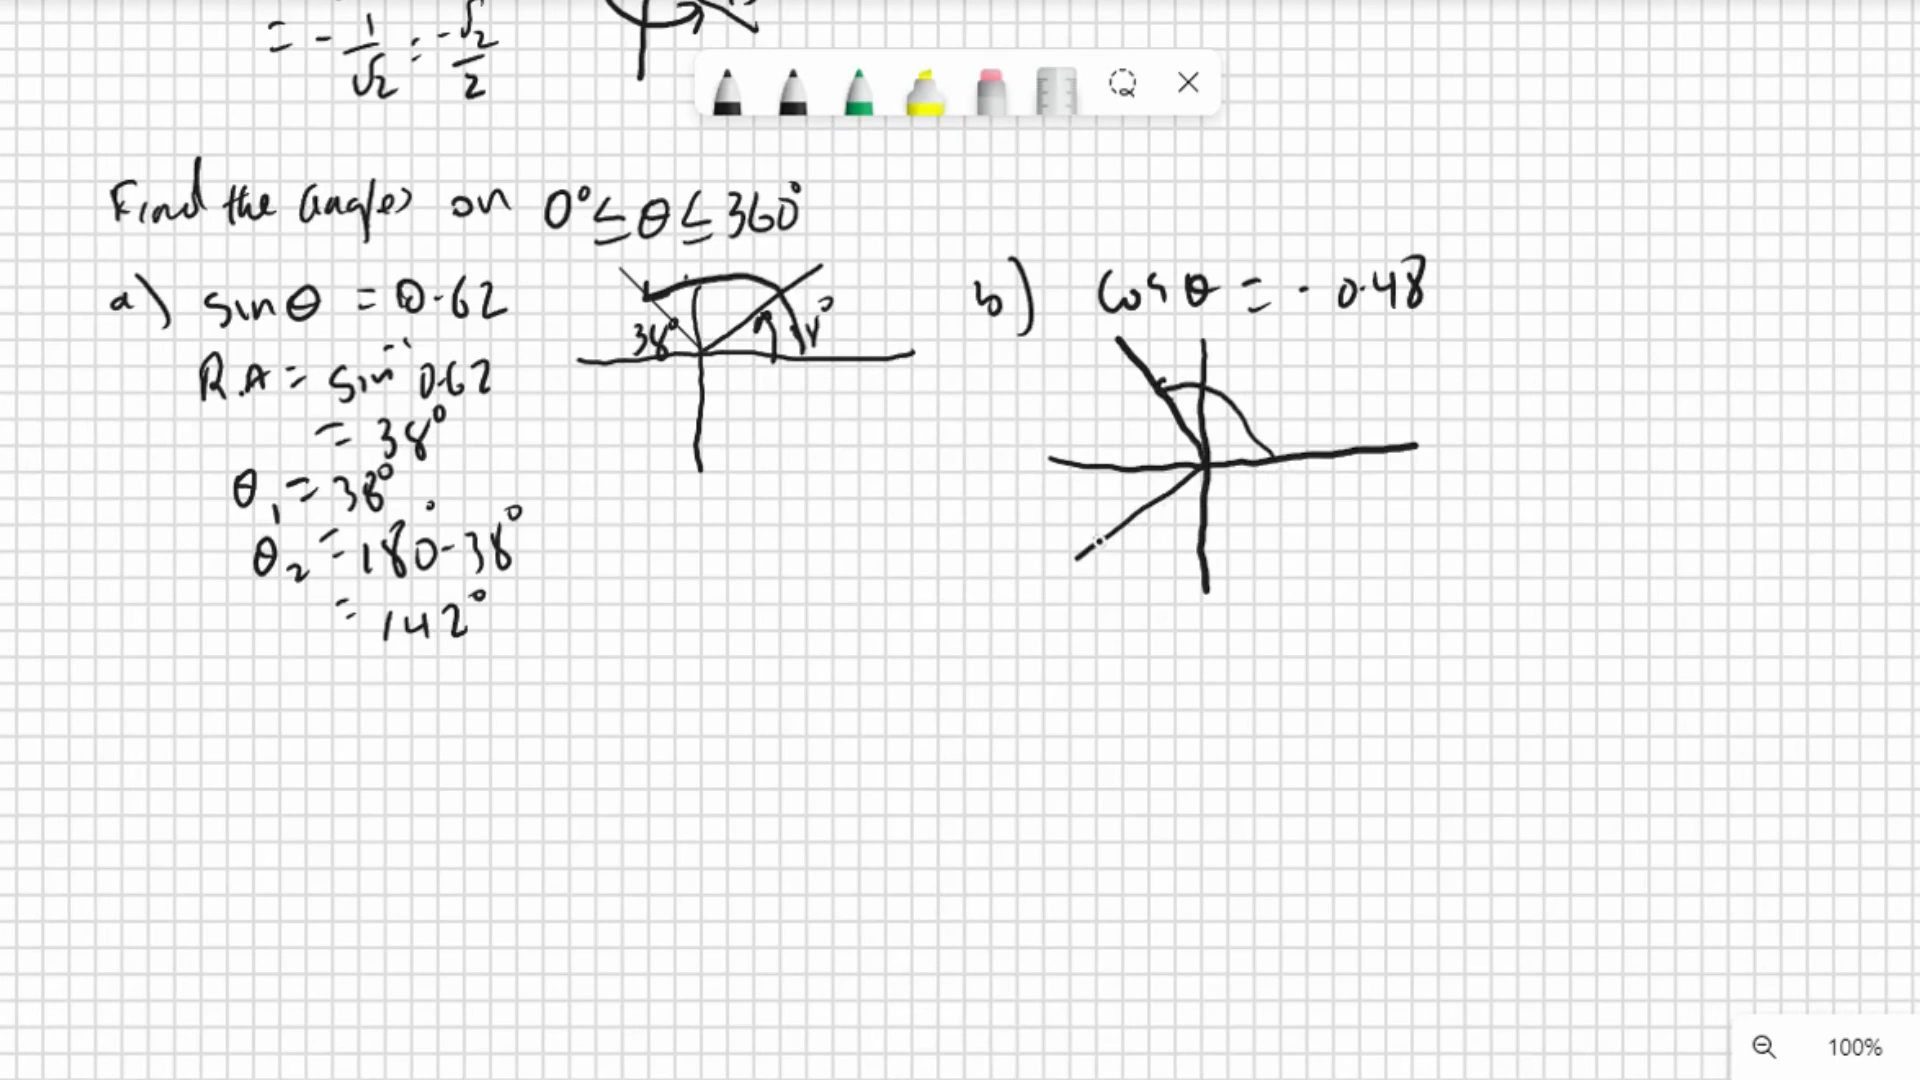 = - 1/√2 = -√2/2
Find the angles on 0° ≤ θ ≤ 360°
a) sin θ = 0.62
R.A = sin⁻¹ 0.62
= 38°
θ₁ = 38°
θ₂ = 180° - 38°
= 142°
38°
b) cos θ = - 0.48
100%